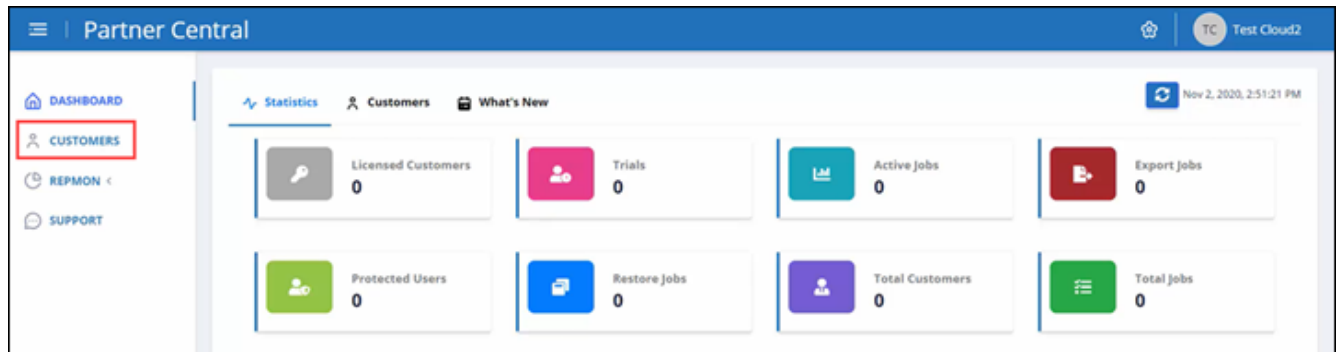 Partner Central
TC Test Cloud2
DASHBOARD
CUSTOMERS
REPMON <
SUPPORT
Statistics Customers What's New
Nov 2, 2020, 2:51:21 PM
Licensed Customers
0
Trials
0
Active Jobs
0
Export Jobs
0
Protected Users
0
Restore Jobs
0
Total Customers
0
Total Jobs
0